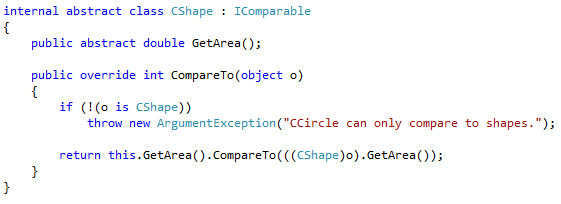 internal abstract class CShape : IComparable
{
    public abstract double GetArea();

    public override int CompareTo(object o)
    {
        if (!(o is CShape))
            throw new ArgumentException("CCircle can only compare to shapes.");

        return this.GetArea().CompareTo(((CShape)o).GetArea());
    }
}